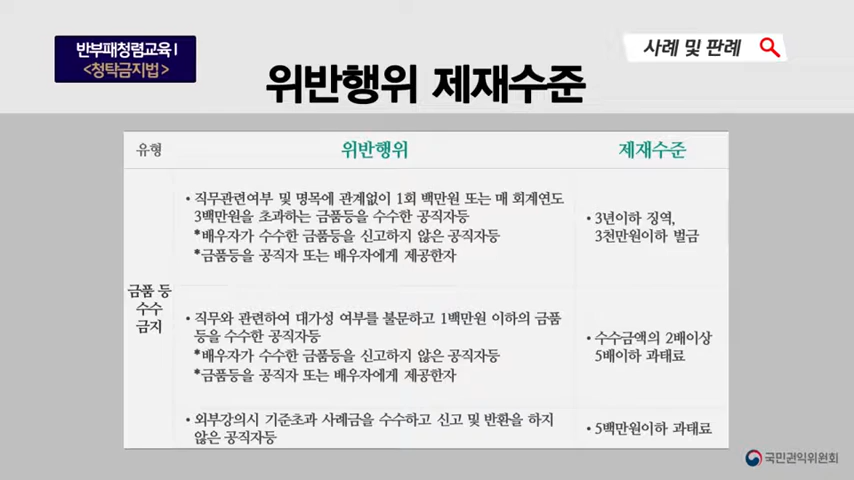 반부패청렴교육 I
<청탁금지법>
사례 및 판례
위반행위 제재수준
유형
위반행위
제재수준
금품 등
수수
금지
• 직무관련여부 및 명목에 관계없이 1회 백만원 또는 매 회계연도
3백만원을 초과하는 금품등을 수수한 공직자등
*배우자가 수수한 금품등을 신고하지 않은 공직자등
*금품등을 공직자 또는 배우자에게 제공한자
• 3년이하 징역,
3천만원이하 벌금
• 직무와 관련하여 대가성 여부를 불문하고 1백만원 이하의 금품
등을 수수한 공직자등
*배우자가 수수한 금품등을 신고하지 않은 공직자등
*금품등을 공직자 또는 배우자에게 제공한자
• 수수금액의 2배이상
5배이하 과태료
• 외부강의시 기준초과 사례금을 수수하고 신고 및 반환을 하지
않은 공직자등
• 5백만원이하 과태료
국민권익위원회